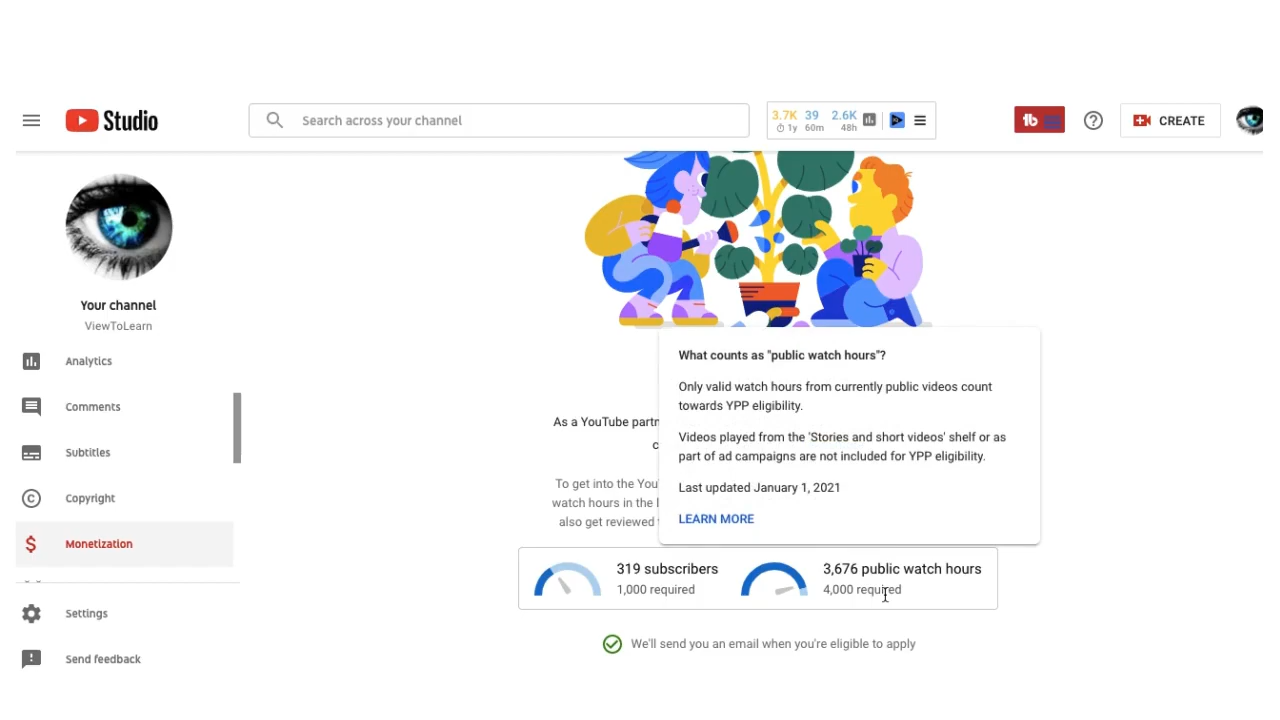 Studio
Search across your channel
3.7K 39 2.6K
1y 60m 48h
tb
CREATE
Your channel
ViewToLearn
Analytics
Comments
Subtitles
Copyright
Monetization
Settings
Send feedback
What counts as "public watch hours"?
Only valid watch hours from currently public videos count
towards YPP eligibility.
Videos played from the 'Stories and short videos' shelf or as
part of ad campaigns are not included for YPP eligibility.
Last updated January 1, 2021
LEARN MORE
As a YouTube partn
c
To get into the You
watch hours in the
also get reviewed
319 subscribers
1,000 required
3,676 public watch hours
4,000 required
We'll send you an email when you're eligible to apply